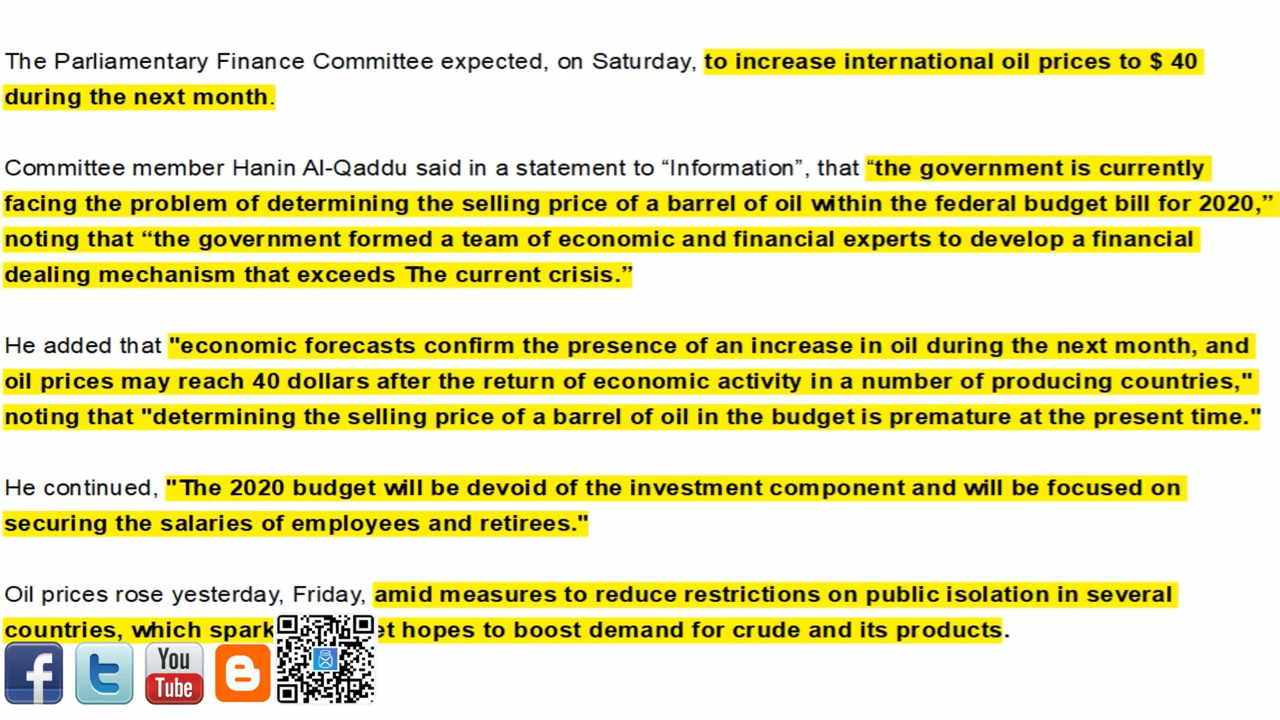 The Parliamentary Finance Committee expected, on Saturday, to increase international oil prices to $ 40
during the next month.
Committee member Hanin Al-Qaddu said in a statement to “Information”, that “the government is currently
facing the problem of determining the selling price of a barrel of oil within the federal budget bill for 2020,”
noting that “the government formed a team of economic and financial experts to develop a financial
dealing mechanism that exceeds The current crisis.”
He added that "economic forecasts confirm the presence of an increase in oil during the next month, and
oil prices may reach 40 dollars after the return of economic activity in a number of producing countries,"
noting that "determining the selling price of a barrel of oil in the budget is premature at the present time."
He continued, "The 2020 budget will be devoid of the investment component and will be focused on
securing the salaries of employees and retirees."
Oil prices rose yesterday, Friday, amid measures to reduce restrictions on public isolation in several
countries, which hopes to boost demand for crude and its products.
You
Tube